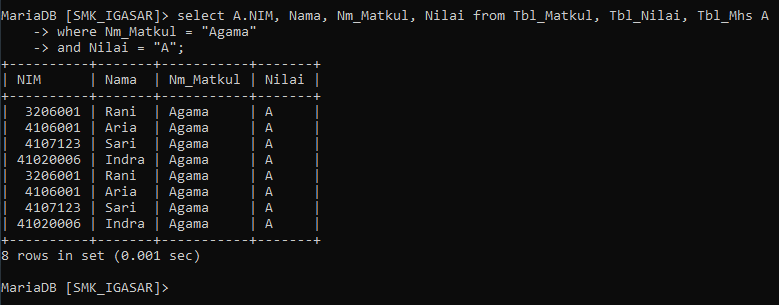 MariaDB [SMK_IGASAR]> select A.NIM, Nama, Nm_Matkul, Nilai from Tbl_Matkul, Tbl_Nilai, Tbl_Mhs A
    -> where Nm_Matkul = "Agama"
    -> and Nilai = "A";
+----------+-------+-----------+-------+
| NIM      | Nama  | Nm_Matkul | Nilai |
+----------+-------+-----------+-------+
|  3206001 | Rani  | Agama     | A     |
|  4106001 | Aria  | Agama     | A     |
|  4107123 | Sari  | Agama     | A     |
| 41020006 | Indra | Agama     | A     |
|  3206001 | Rani  | Agama     | A     |
|  4106001 | Aria  | Agama     | A     |
|  4107123 | Sari  | Agama     | A     |
| 41020006 | Indra | Agama     | A     |
+----------+-------+-----------+-------+
8 rows in set (0.001 sec)
MariaDB [SMK_IGASAR]>